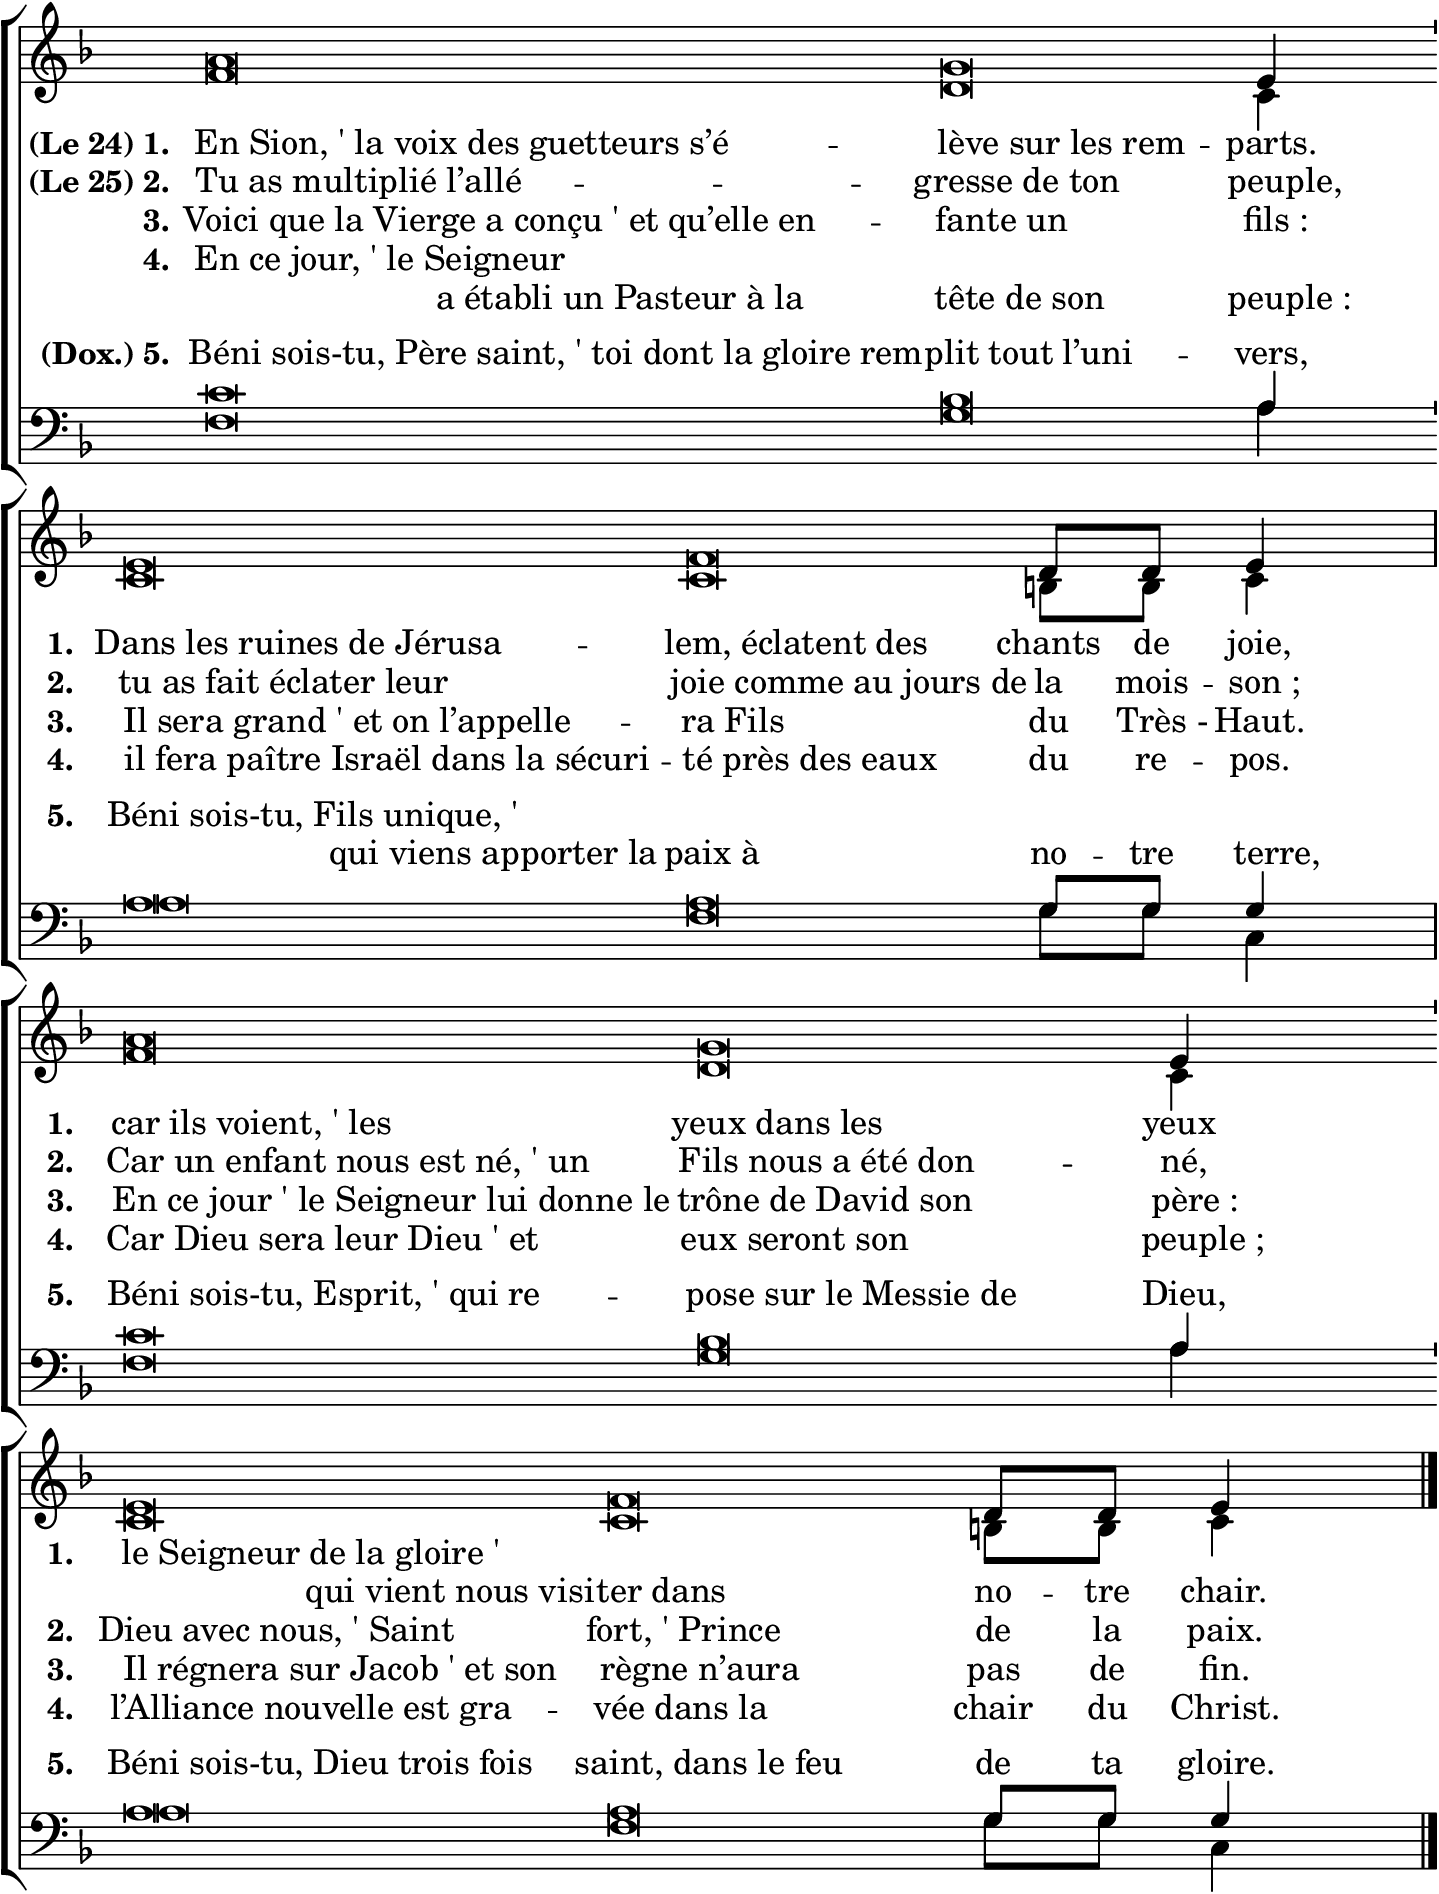 (Le 24) 1. En Sion, ' la voix des guetteurs s’é - lève sur les rem - parts.
(Le 25) 2. Tu as multiplié l’allé - - - gresse de ton peuple,
3. Voici que la Vierge a conçu ' et qu’elle en - fante un fils :
4. En ce jour, ' le Seigneur
a établi un Pasteur à la tête de son peuple :
(Dox.) 5. Béni sois-tu, Père saint, ' toi dont la gloire remplit tout l’uni - vers,
1. Dans les ruines de Jérusa - lem, éclatent des chants de joie,
2. tu as fait éclater leur joie comme au jours de la mois - son ;
3. Il sera grand ' et on l’appelle - ra Fils du Très - Haut.
4. il fera paître Israël dans la sécuri - té près des eaux du re - pos.
5. Béni sois-tu, Fils unique, '
qui viens apporter la paix à no - tre terre,
1. car ils voient, ' les yeux dans les yeux
2. Car un enfant nous est né, ' un Fils nous a été don - né,
3. En ce jour ' le Seigneur lui donne le trône de David son père :
4. Car Dieu sera leur Dieu ' et eux seront son peuple ;
5. Béni sois-tu, Esprit, ' qui re - pose sur le Messie de Dieu,
1. le Seigneur de la gloire '
qui vient nous visiter dans no - tre chair.
2. Dieu avec nous, ' Saint fort, ' Prince de la paix.
3. Il régnera sur Jacob ' et son règne n’aura pas de fin.
4. l’Alliance nouvelle est gra - vée dans la chair du Christ.
5. Béni sois-tu, Dieu trois fois saint, dans le feu de ta gloire.